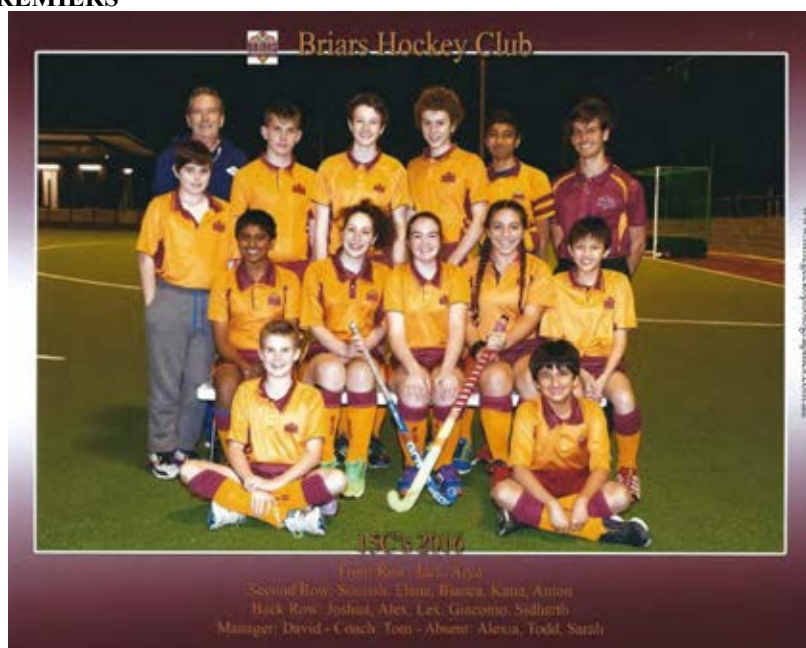 REMIERS
Briars Hockey Club
15C's 2016
Front Row: Jack, Arya
Second Row: Elena, Bianca, Katia, Anton
Back Row: Joshua, Alex, Lex, Giacomo, Sidharth
Manager: David - Coach: Tom - Absent: Alexia, Todd, Sarah